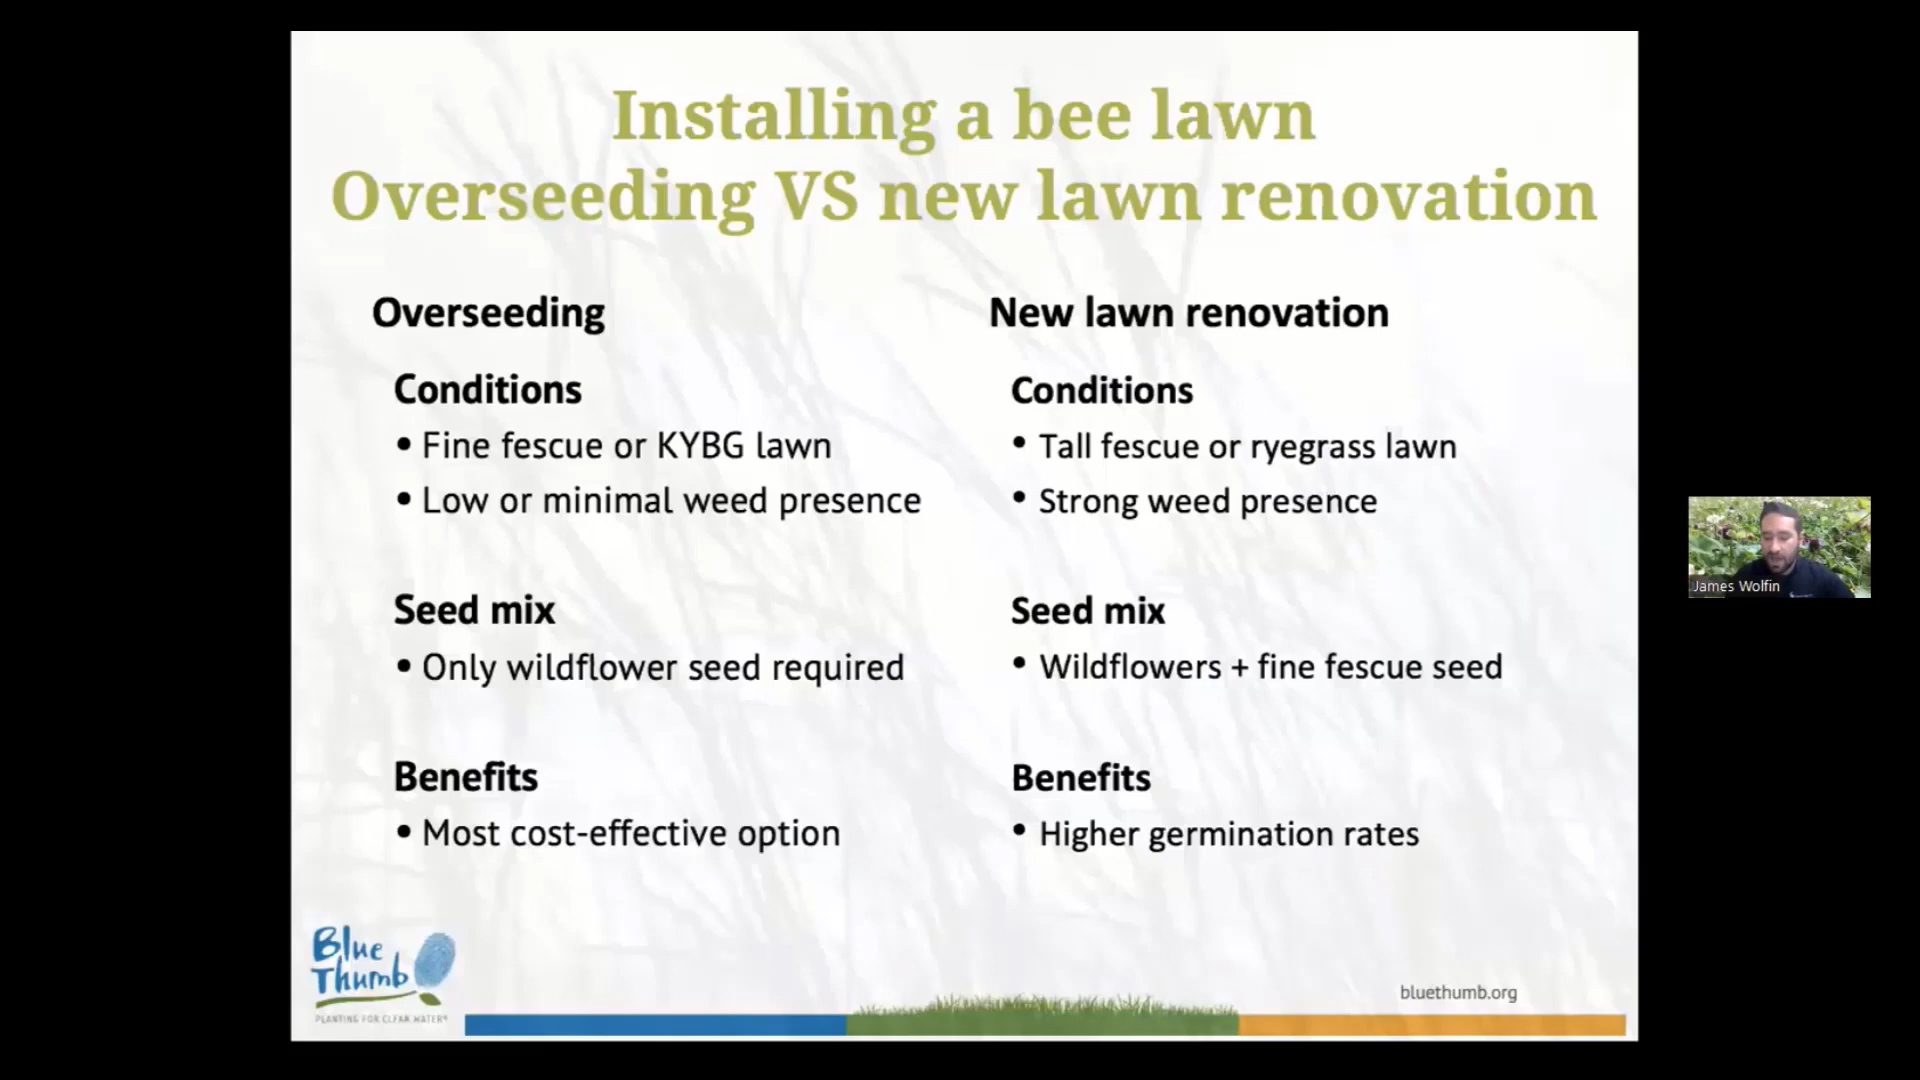 Installing a bee lawn
Overseeding VS new lawn renovation
Overseeding
Conditions
• Fine fescue or KYBG lawn
• Low or minimal weed presence
Seed mix
• Only wildflower seed required
Benefits
• Most cost-effective option
New lawn renovation
Conditions
• Tall fescue or ryegrass lawn
• Strong weed presence
Seed mix
• Wildflowers + fine fescue seed
Benefits
• Higher germination rates
Blue
Thumb
PLANTING FOR CLEAN WATER
bluethumb.org
James Wolfin